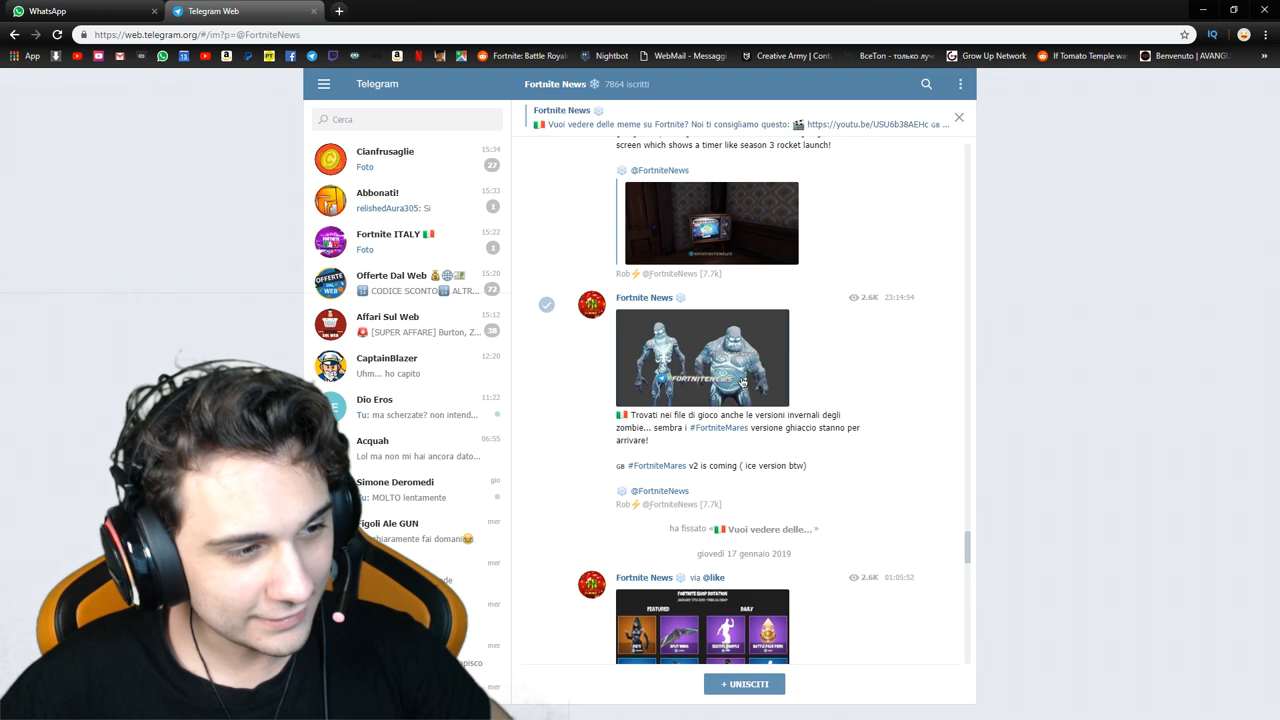 WhatsApp
Telegram Web
https://web.telegram.org/#/im?p=@FortniteNews
App
Fortnite: Battle Royal
Nightbot
WebMail - Messaggi
Creative Army | Cont
ВсеТоп - только луч
Grow Up Network
If Tomato Temple war
Benvenuto | AVANGU
Telegram
Fortnite News 7864 iscritti
Cerca
Fortnite News
Vuoi vedere delle meme su Fortnite? Noi ti consigliamo questo: https://youtu.be/USU6b38AEHc GB ...
Cianfrusaglie 15:34
Foto 27
Abbonati! 15:33
relishedAura305: Si 1
Fortnite ITALY 15:22
Foto 1
Offerte Dal Web 15:20
CODICE SCONTO ALTR... 72
Affari Sul Web 15:12
[SUPER AFFARE] Burton, Z... 38
CaptainBlazer 12:20
Uhm... ho capito
Dio Eros 11:22
Tu: ma scherzate? non intend...
Acquah 06:55
Lol ma non mi hai ancora dato...
Simone Deromedi gio
Tu: MOLTO lentamente
Figoli Ale GUN mer
chiaramente fai domani
mer
mer
mer
mer
screen which shows a timer like season 3 rocket launch!
@FortniteNews
Rob⚡@FortniteNews [7.7k]
Fortnite News 2.6K 23:14:54
FORTNITENEWS
Trovati nei file di gioco anche le versioni invernali degli
zombie... sembra i #FortniteMares versione ghiaccio stanno per
arrivare!
GB #FortniteMares v2 is coming ( ice version btw)
@FortniteNews
Rob⚡@FortniteNews [7.7k]
ha fissato «Vuoi vedere delle...»
giovedì 17 gennaio 2019
Fortnite News via @like 2.6K 01:05:52
FORTNITE SHOP ROTATION
FEATURED DAILY
+ UNISCITI